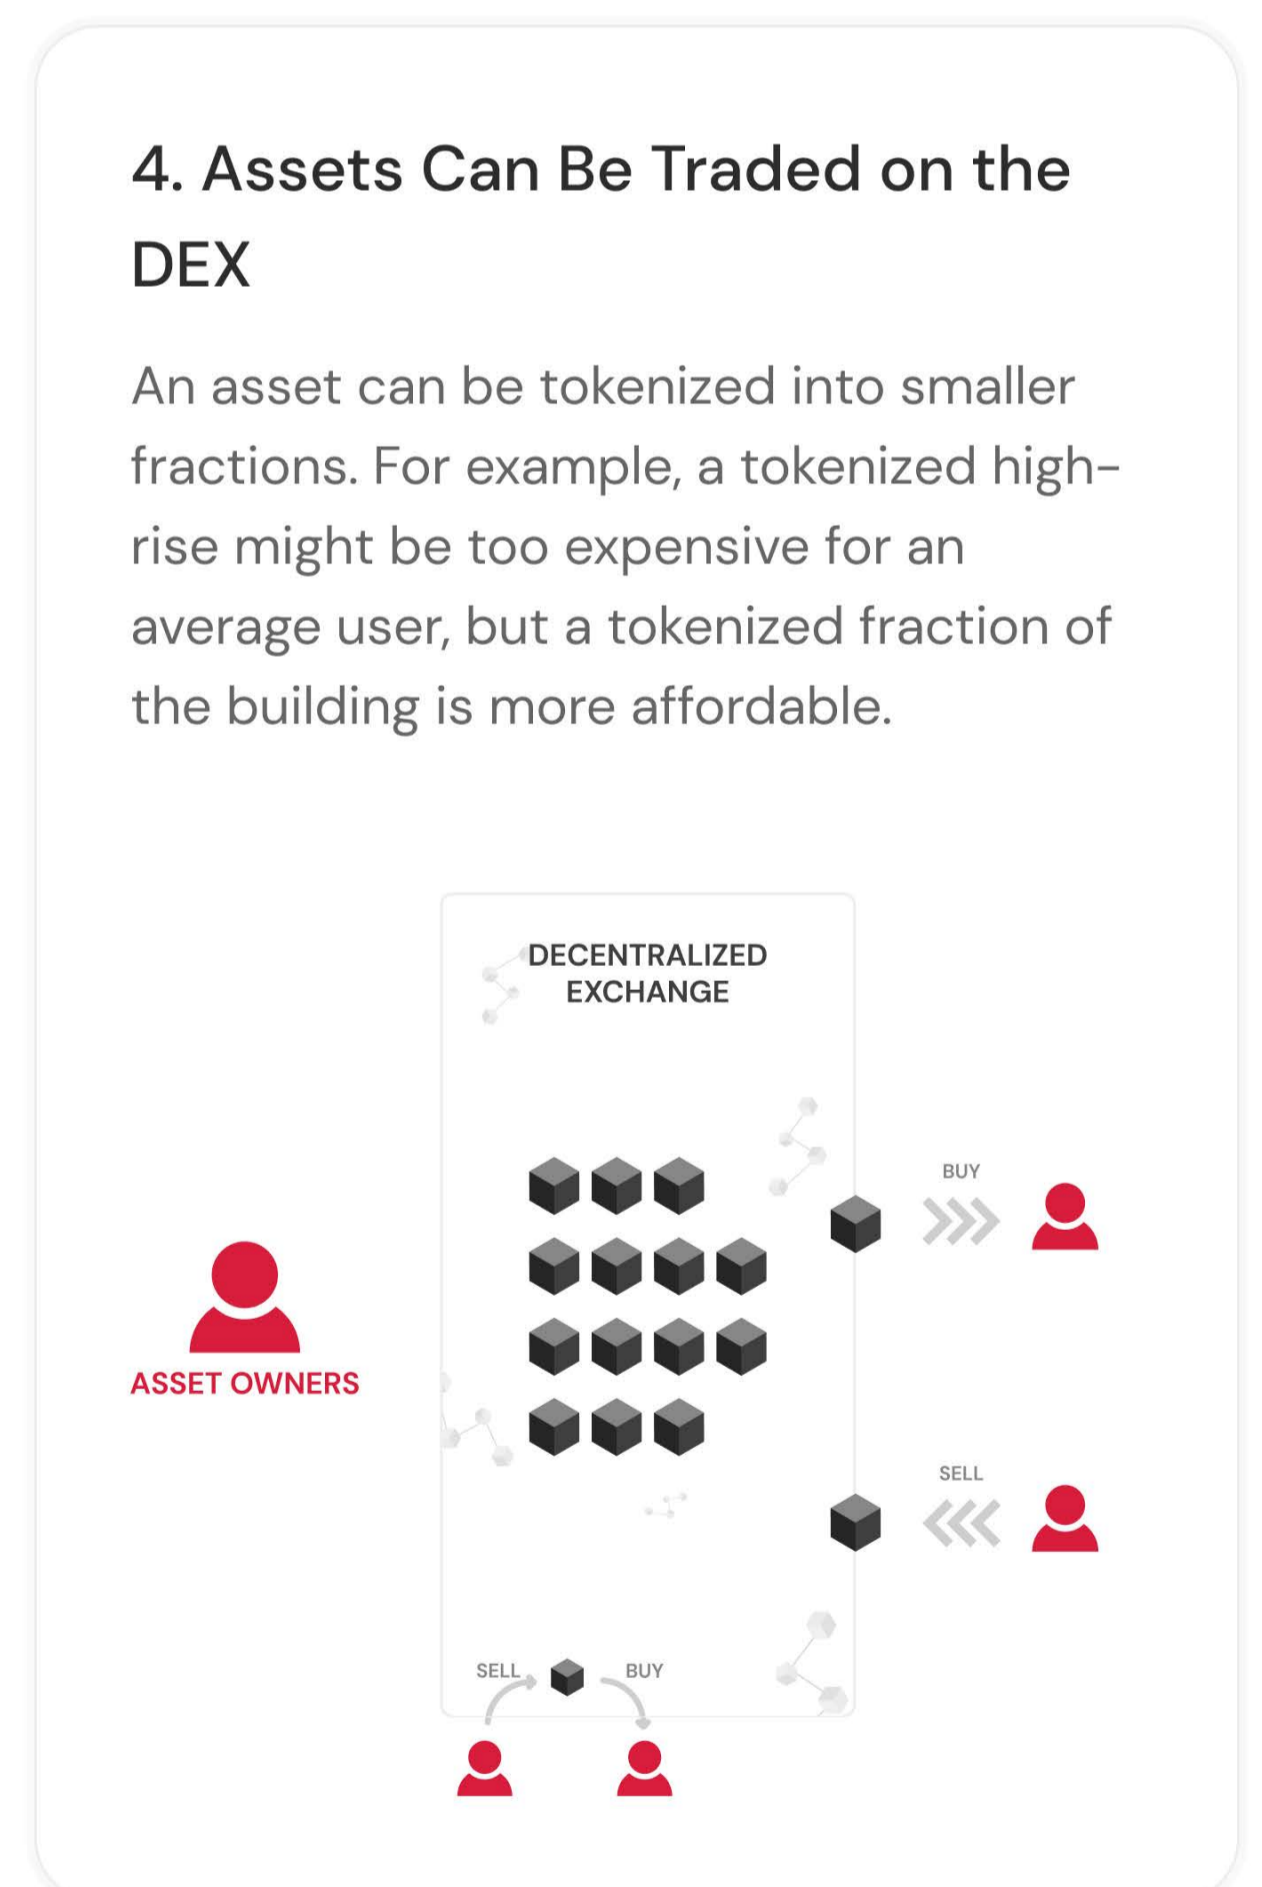 4. Assets Can Be Traded on the
DEX
An asset can be tokenized into smaller
fractions. For example, a tokenized high-
rise might be too expensive for an
average user, but a tokenized fraction of
the building is more affordable.
DECENTRALIZED
EXCHANGE
BUY
ASSET OWNERS
SELL
SELL
BUY